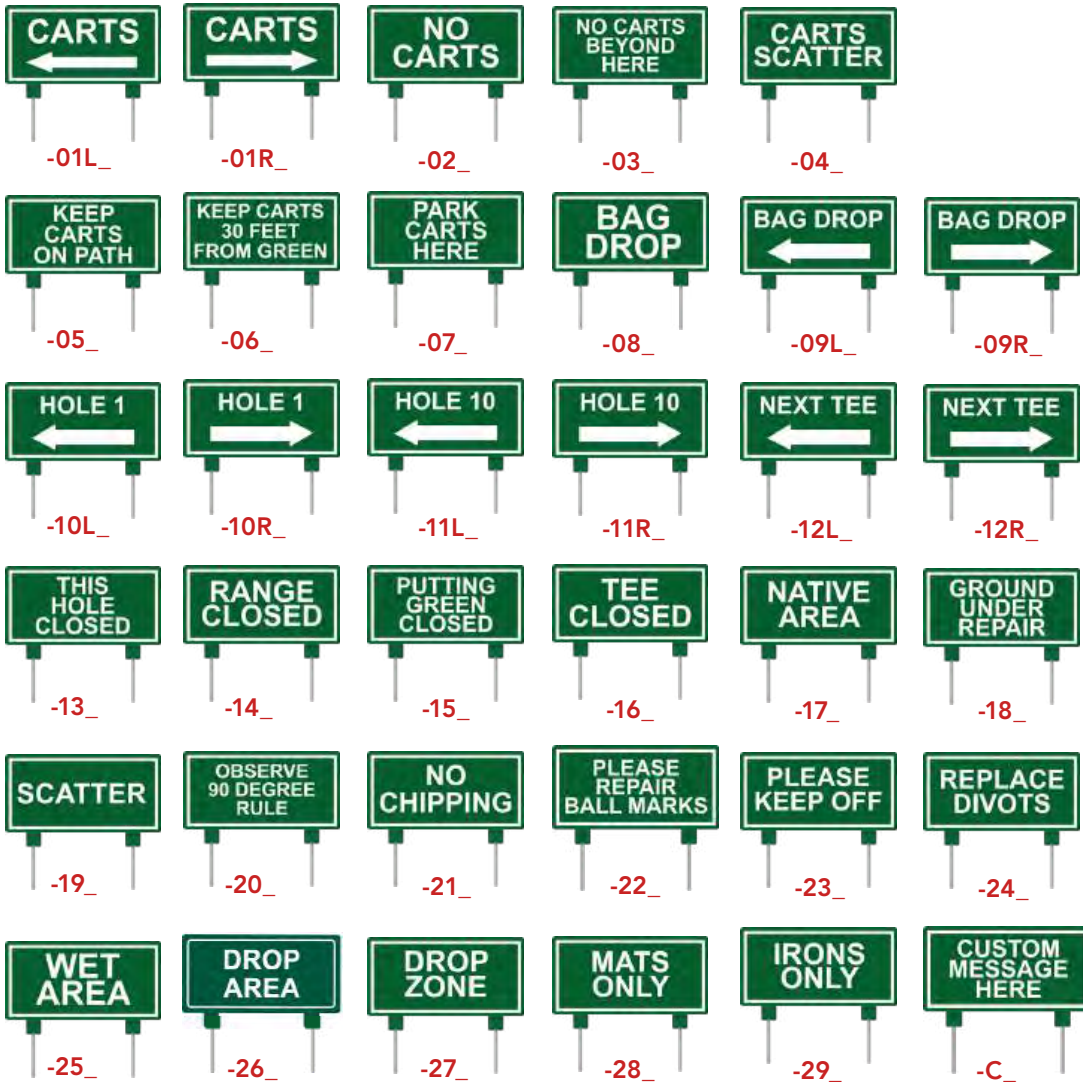 CARTS
-01L_
CARTS
-01R_
NO
CARTS
-02_
NO CARTS
BEYOND
HERE
-03_
CARTS
SCATTER
-04_
KEEP
CARTS
ON PATH
-05_
KEEP CARTS
30 FEET
FROM GREEN
-06_
PARK
CARTS
HERE
-07_
BAG
DROP
-08_
BAG DROP
-09L_
BAG DROP
-09R_
HOLE 1
-10L_
HOLE 1
-10R_
HOLE 10
-11L_
HOLE 10
-11R_
NEXT TEE
-12L_
NEXT TEE
-12R_
THIS
HOLE
CLOSED
-13_
RANGE
CLOSED
-14_
PUTTING
GREEN
CLOSED
-15_
TEE
CLOSED
-16_
NATIVE
AREA
-17_
GROUND
UNDER
REPAIR
-18_
SCATTER
-19_
OBSERVE
90 DEGREE
RULE
-20_
NO
CHIPPING
-21_
PLEASE
REPAIR
BALL MARKS
-22_
PLEASE
KEEP OFF
-23_
REPLACE
DIVOTS
-24_
WET
AREA
-25_
DROP
AREA
-26_
DROP
ZONE
-27_
MATS
ONLY
-28_
IRONS
ONLY
-29_
CUSTOM
MESSAGE
HERE
-C_